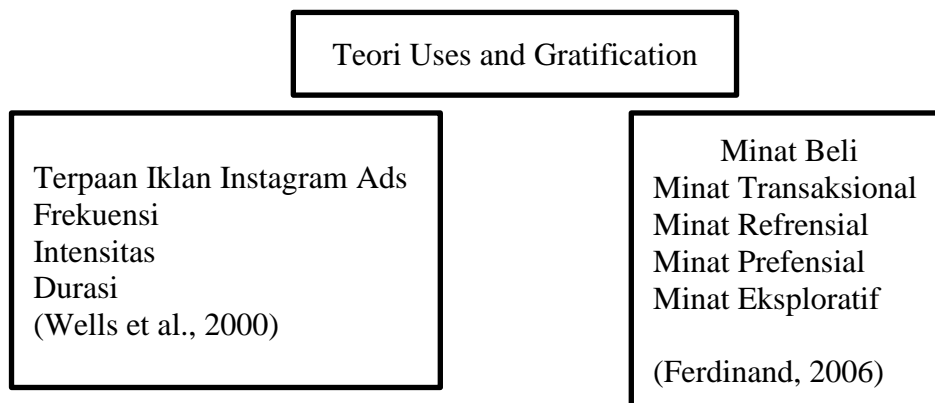 Teori Uses and Gratification
Terpaan Iklan Instagram Ads
Frekuensi
Intensitas
Durasi
(Wells et al., 2000)
Minat Beli
Minat Transaksional
Minat Refrensial
Minat Prefensial
Minat Eksploratif
(Ferdinand, 2006)